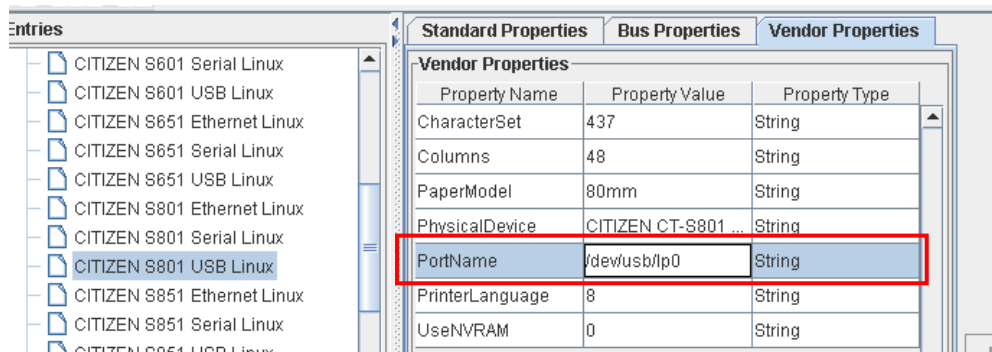 Entries
CITIZEN S601 Serial Linux
CITIZEN S601 USB Linux
CITIZEN S651 Ethernet Linux
CITIZEN S651 Serial Linux
CITIZEN S651 USB Linux
CITIZEN S801 Ethernet Linux
CITIZEN S801 Serial Linux
CITIZEN S801 USB Linux
CITIZEN S851 Ethernet Linux
CITIZEN S851 Serial Linux
Standard Properties Bus Properties Vendor Properties
Vendor Properties
Property Name Property Value Property Type
CharacterSet 437 String
Columns 48 String
PaperModel 80mm String
PhysicalDevice CITIZEN CT-S801 ... String
PortName /dev/usb/lp0 String
PrinterLanguage 8 String
UseNVRAM 0 String